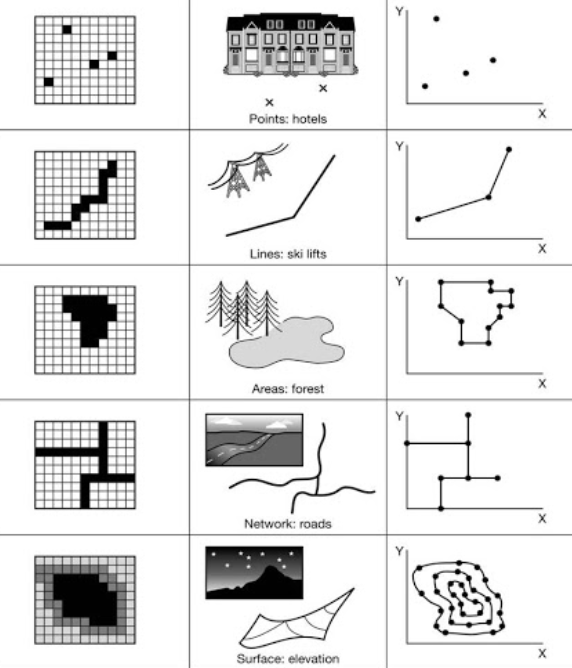 Y
X
Points: hotels
Y
X
Lines: ski lifts
Y
X
Areas: forest
Y
X
Network: roads
Y
X
Surface: elevation